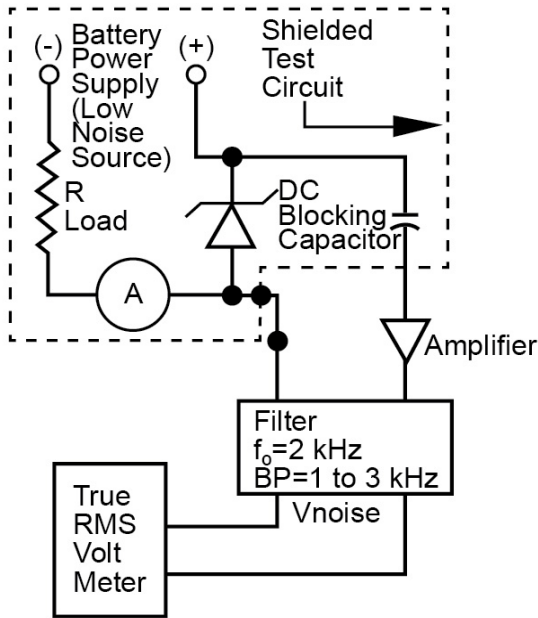 (-)
Battery
Power
Supply
(Low
Noise
Source)
(+)
Shielded
Test
Circuit
R
Load
DC
Blocking
Capacitor
A
Amplifier
Filter
fo=2 kHz
BP=1 to 3 kHz
Vnoise
True
RMS
Volt
Meter